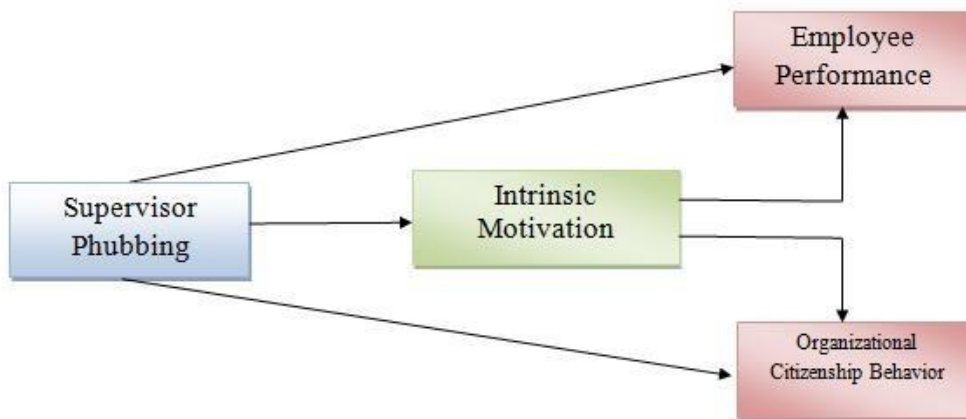 Employee
Performance
Supervisor
Phubbing
Intrinsic
Motivation
Organizational
Citizenship Behavior